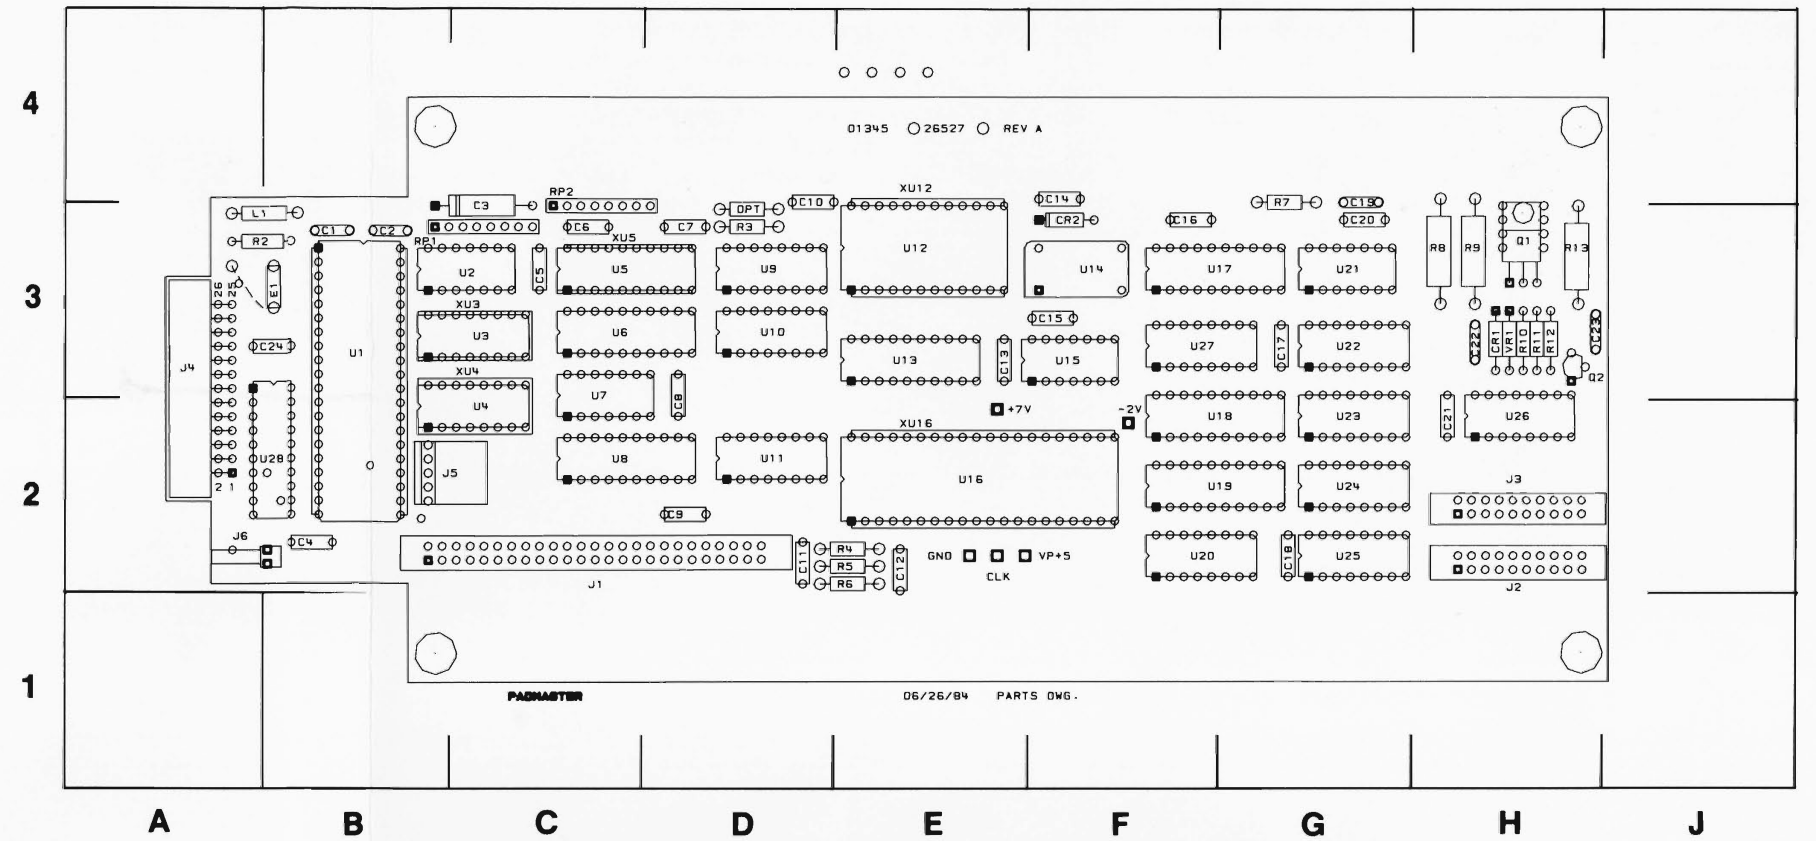 4
01345 26527 REV A
RP2 XU12
L1 C3 OPT C10 C14 R7 C19
C1 C2 C6 C7 R3 CR2 C16 C20
R2 RP1 XU5 U12 R8 R9 Q1 R13
U2 C5 U5 U9 U14 U17 U21
3
26 25 E1
XU3 C15
U3 U6 U10 C23
J4 C24 U1 U13 C13 U15 U27 C17 U22 C22 CR1 VR1 R10 R11 R12
XU4 Q2
U4 U7 C8 +7V -2V U18 U23 C21 U26
XU16
U28 J5 U8 U11 U16 J3
2 1 U19 U24
2
C9
J6 C4
R4 GND VP+5
C11 R5 C12 U20 C18 U25
CLK
J1 R6 J2
1
PADMASTER 06/26/84 PARTS DWG.
A B C D E F G H J